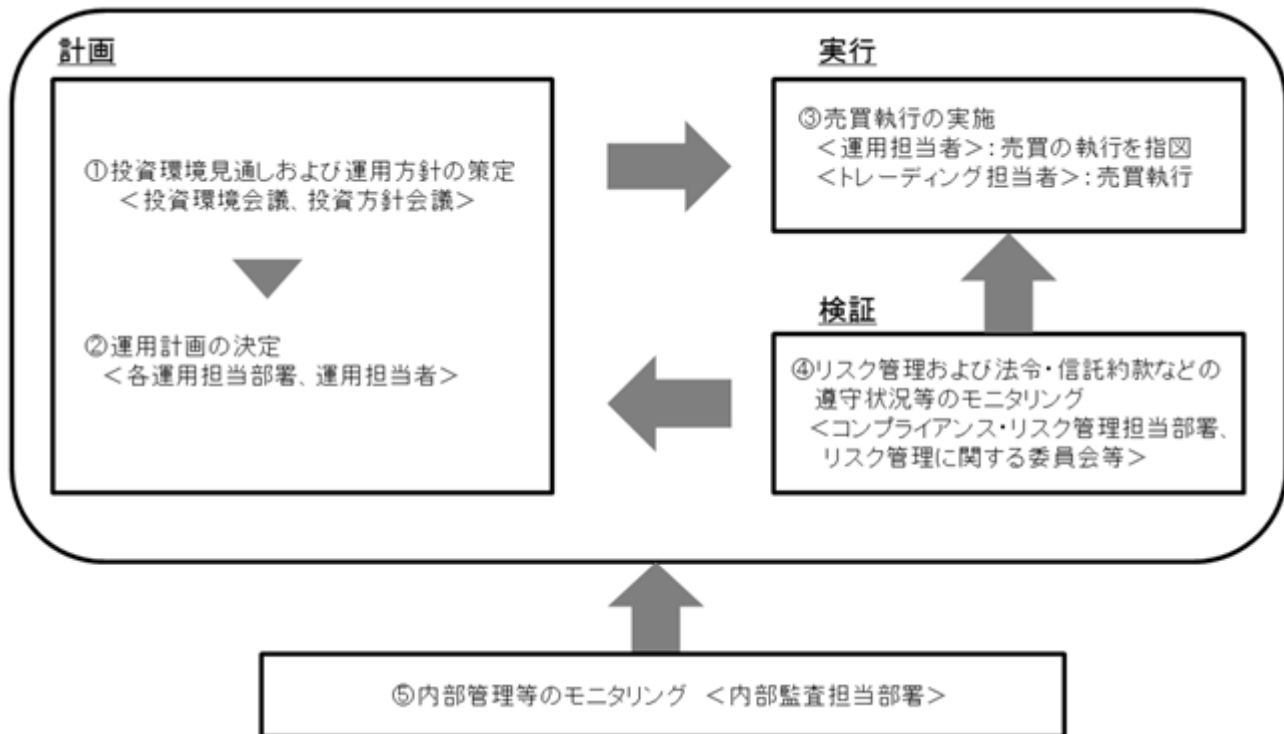 計画
①投資環境見通しおよび運用方針の策定
＜投資環境会議、投資方針会議＞
②運用計画の決定
＜各運用担当部署、運用担当者＞
実行
③売買執行の実施
＜運用担当者＞：売買の執行を指図
＜トレーディング担当者＞：売買執行
検証
④リスク管理および法令・信託約款などの
遵守状況等のモニタリング
＜コンプライアンス・リスク管理担当部署、
リスク管理に関する委員会等＞
⑤内部管理等のモニタリング ＜内部監査担当部署＞